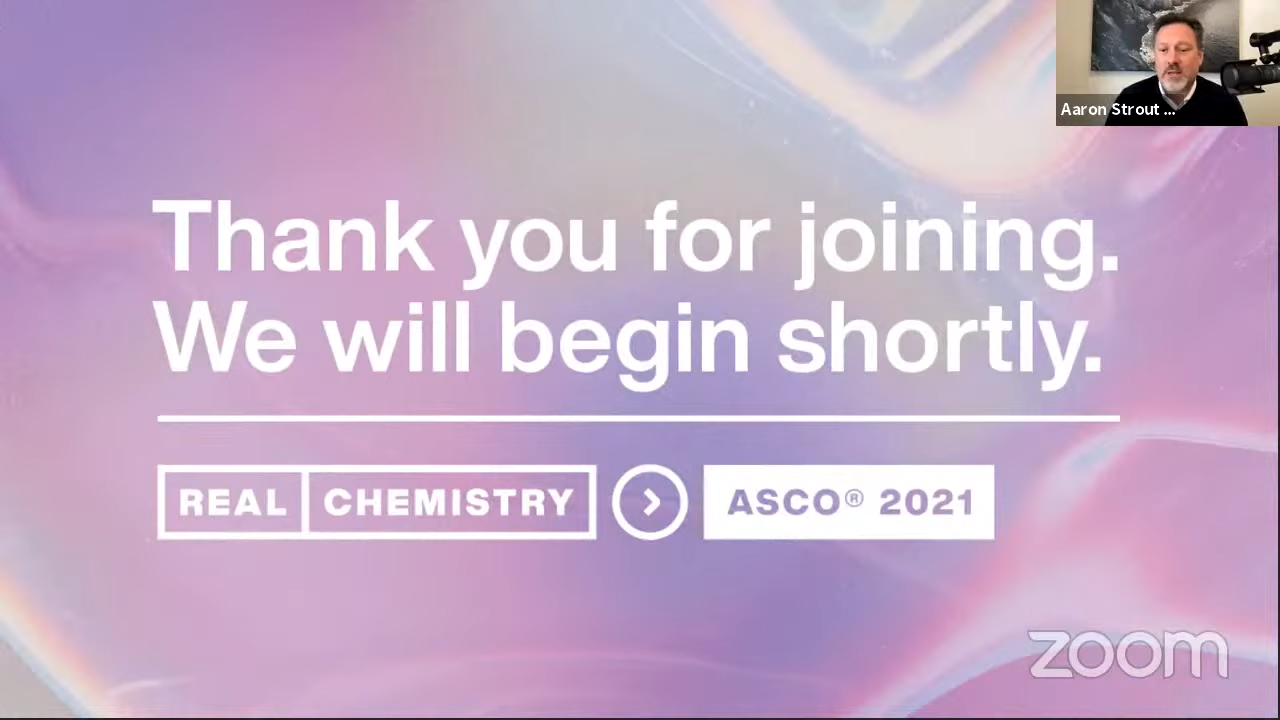 Aaron Strout ...
Thank you for joining.
We will begin shortly.
REAL CHEMISTRY > ASCO® 2021
zoom